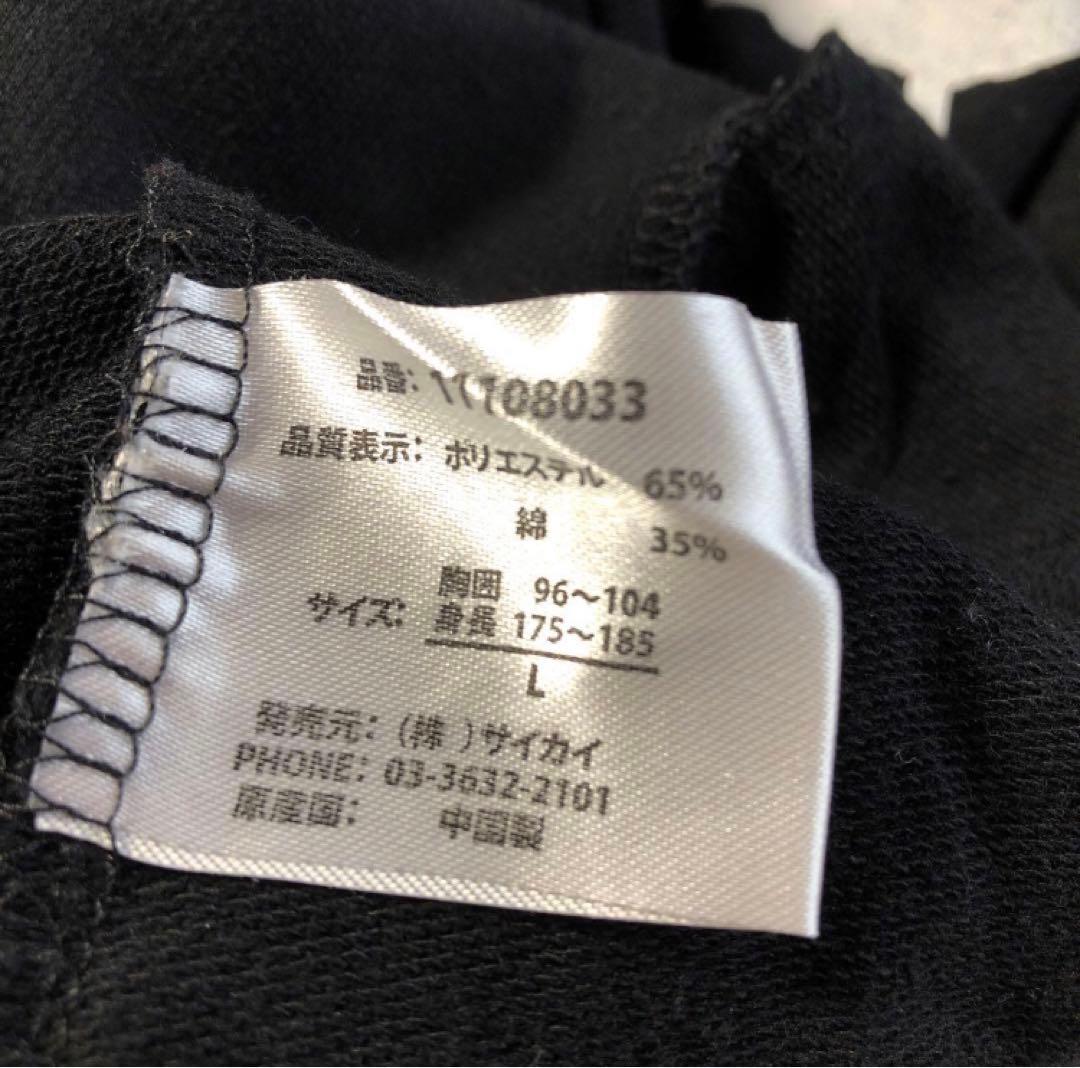 品番: 11108033
品質表示: ポリエステル 65%
綿 35%
サイズ: 胸囲 96～104
身長 175～185
L
発売元: (株 )サイカイ
PHONE: 03-3632-2101
原産国: 中国製